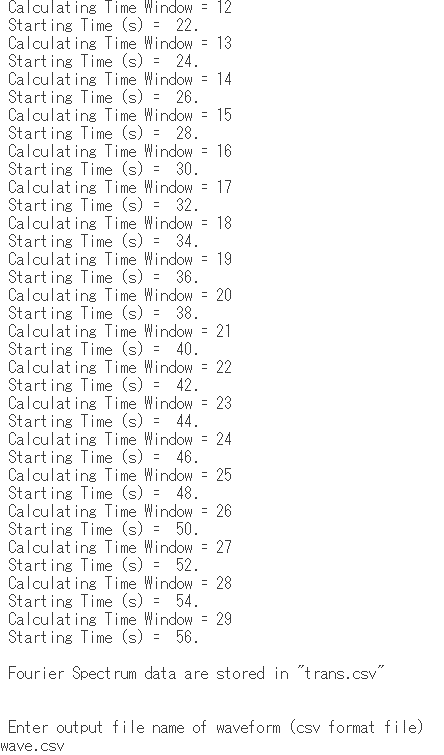 Calculating Time Window = 12
Starting Time (s) =  22.
Calculating Time Window = 13
Starting Time (s) =  24.
Calculating Time Window = 14
Starting Time (s) =  26.
Calculating Time Window = 15
Starting Time (s) =  28.
Calculating Time Window = 16
Starting Time (s) =  30.
Calculating Time Window = 17
Starting Time (s) =  32.
Calculating Time Window = 18
Starting Time (s) =  34.
Calculating Time Window = 19
Starting Time (s) =  36.
Calculating Time Window = 20
Starting Time (s) =  38.
Calculating Time Window = 21
Starting Time (s) =  40.
Calculating Time Window = 22
Starting Time (s) =  42.
Calculating Time Window = 23
Starting Time (s) =  44.
Calculating Time Window = 24
Starting Time (s) =  46.
Calculating Time Window = 25
Starting Time (s) =  48.
Calculating Time Window = 26
Starting Time (s) =  50.
Calculating Time Window = 27
Starting Time (s) =  52.
Calculating Time Window = 28
Starting Time (s) =  54.
Calculating Time Window = 29
Starting Time (s) =  56.
Fourier Spectrum data are stored in "trans.csv"
Enter output file name of waveform (csv format file)
wave.csv